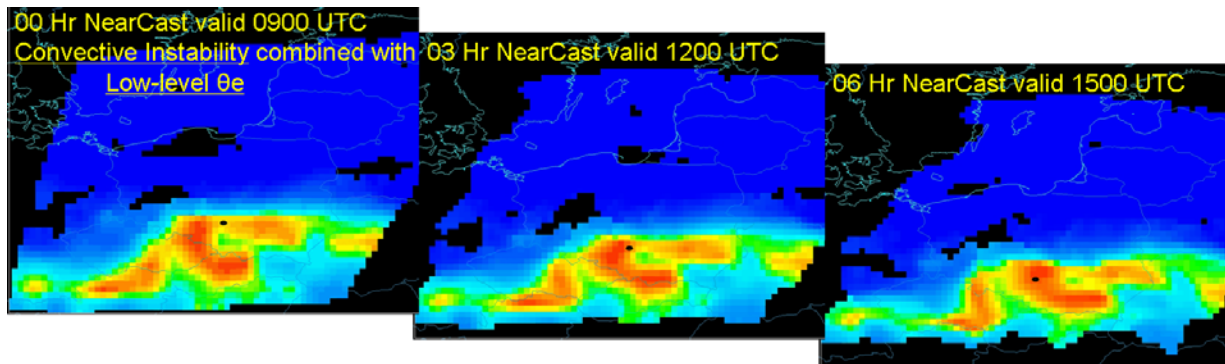 00 Hr NearCast valid 0900 UTC
Convective Instability combined with
Low-level θe
03 Hr NearCast valid 1200 UTC
06 Hr NearCast valid 1500 UTC